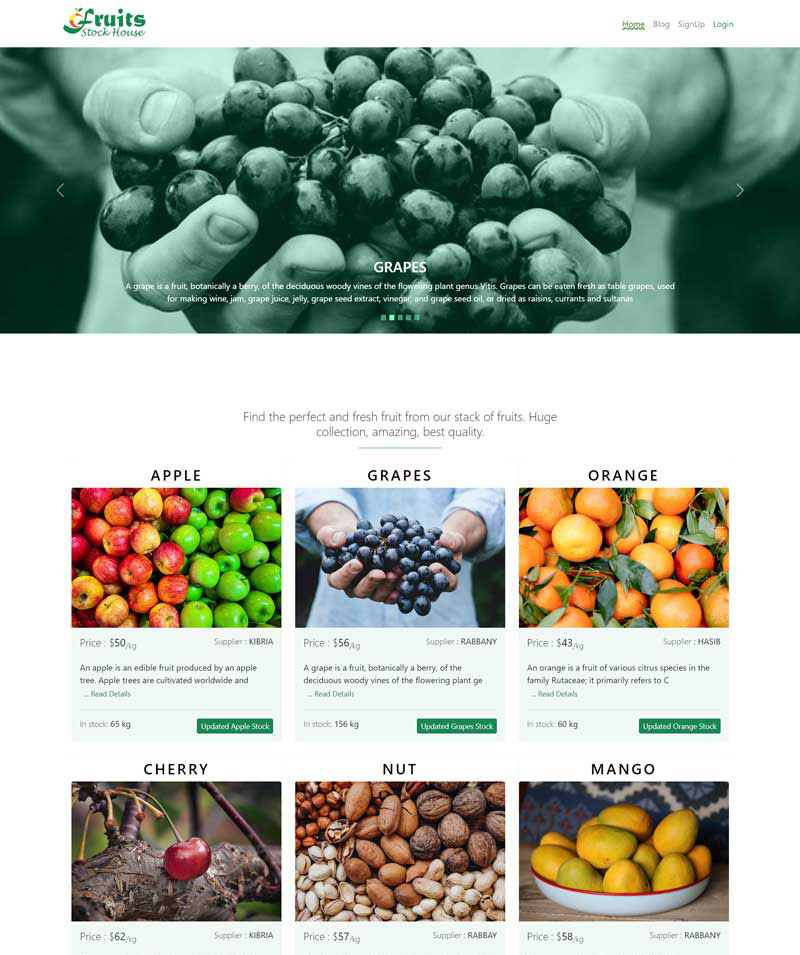 Fruits
Stock House
Home Blog SignUp Login
GRAPES
A grape is a fruit, botanically a berry, of the deciduous woody vines of the flowering plant genus Vitis. Grapes can be eaten fresh as table grapes, used
for making wine, jam, grape juice, jelly, grape seed extract, vinegar, and grape seed oil, or dried as raisins, currants and sultanas
Find the perfect and fresh fruit from our stack of fruits. Huge
collection, amazing, best quality.
APPLE
Price : $50/kg Supplier : KIBRIA
An apple is an edible fruit produced by an apple
tree. Apple trees are cultivated worldwide and
... Read Details
In stock: 65 kg Updated Apple Stock
GRAPES
Price : $56/kg Supplier : RABBANY
A grape is a fruit, botanically a berry, of the
deciduous woody vines of the flowering plant ge
... Read Details
In stock: 156 kg Updated Grapes Stock
ORANGE
Price : $43/kg Supplier : HASIB
An orange is a fruit of various citrus species in the
family Rutaceae; it primarily refers to C
... Read Details
In stock: 60 kg Updated Orange Stock
CHERRY
Price : $62/kg Supplier : KIBRIA
NUT
Price : $57/kg Supplier : RABBAY
MANGO
Price : $58/kg Supplier : RABBANY